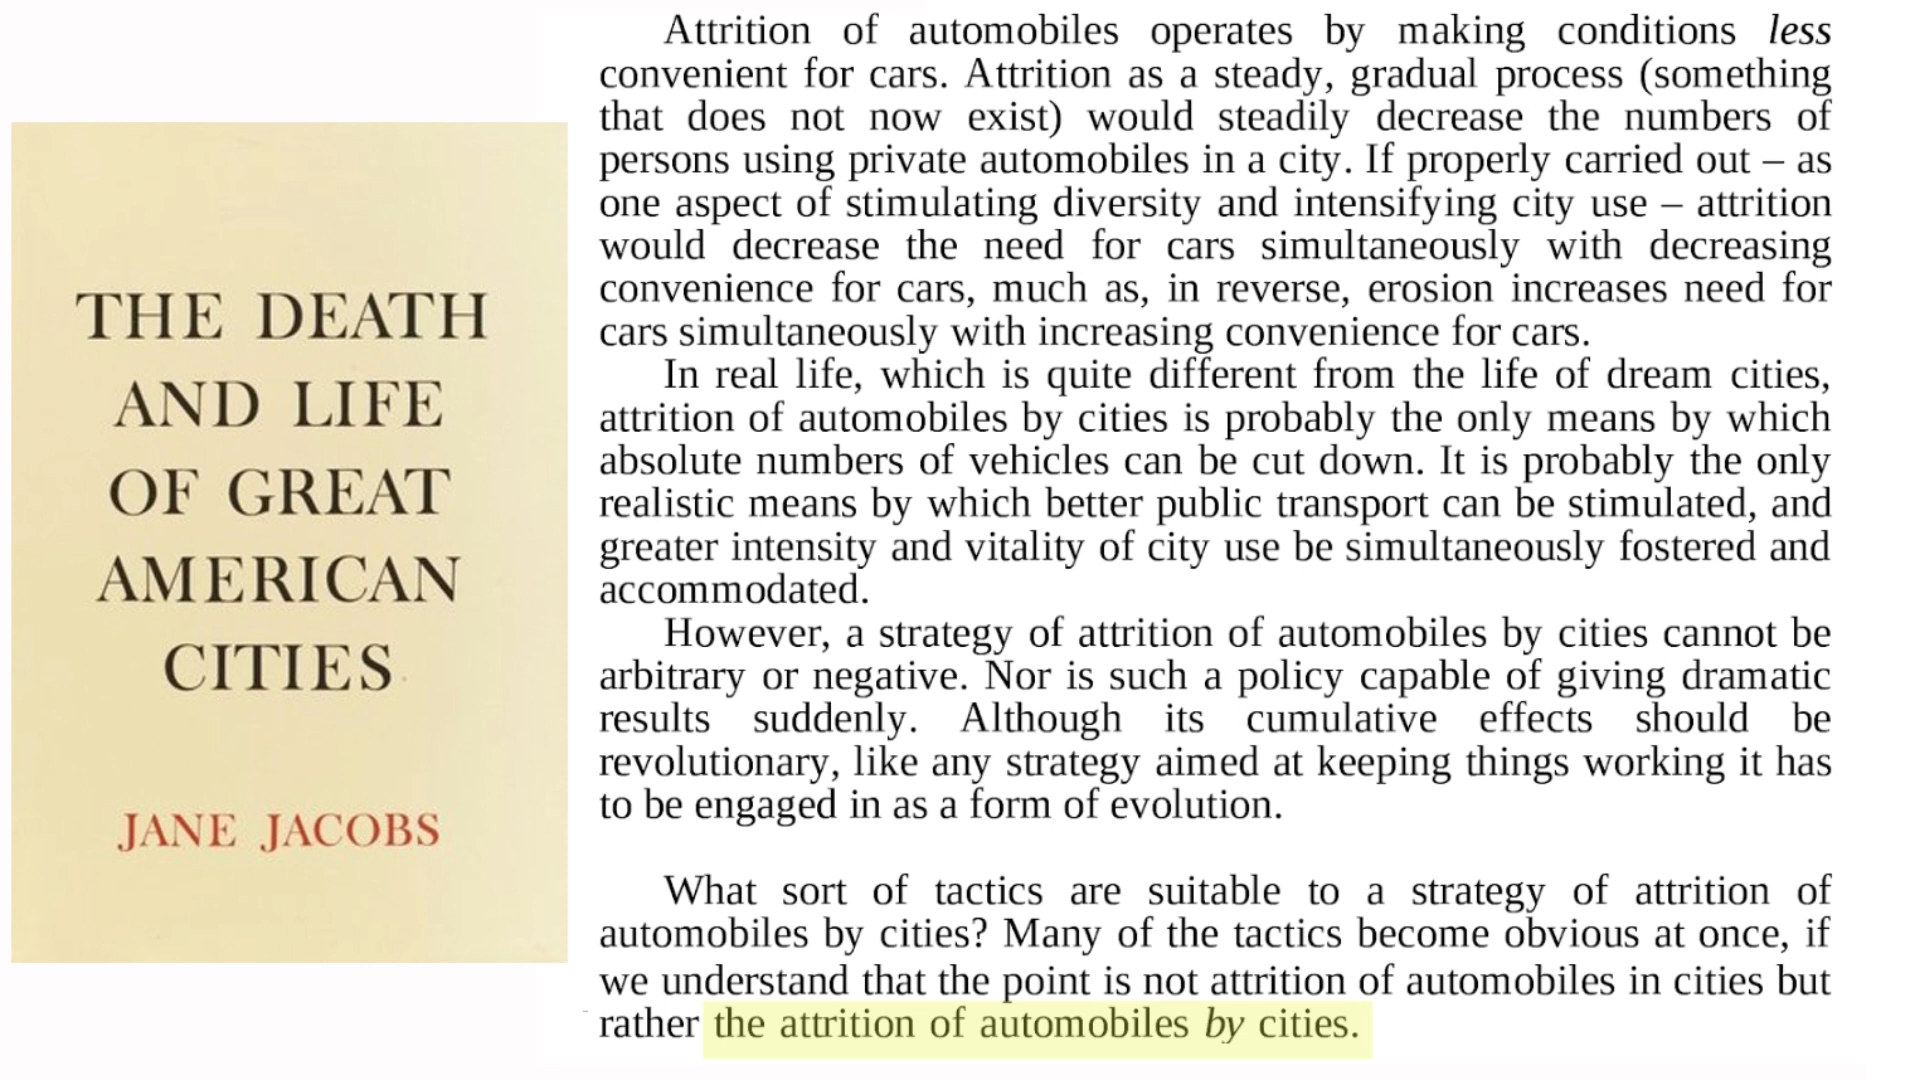 THE DEATH
AND LIFE
OF GREAT
AMERICAN
CITIES
JANE JACOBS
Attrition of automobiles operates by making conditions less
convenient for cars. Attrition as a steady, gradual process (something
that does not now exist) would steadily decrease the numbers of
persons using private automobiles in a city. If properly carried out – as
one aspect of stimulating diversity and intensifying city use – attrition
would decrease the need for cars simultaneously with decreasing
convenience for cars, much as, in reverse, erosion increases need for
cars simultaneously with increasing convenience for cars.
In real life, which is quite different from the life of dream cities,
attrition of automobiles by cities is probably the only means by which
absolute numbers of vehicles can be cut down. It is probably the only
realistic means by which better public transport can be stimulated, and
greater intensity and vitality of city use be simultaneously fostered and
accommodated.
However, a strategy of attrition of automobiles by cities cannot be
arbitrary or negative. Nor is such a policy capable of giving dramatic
results suddenly. Although its cumulative effects should be
revolutionary, like any strategy aimed at keeping things working it has
to be engaged in as a form of evolution.
What sort of tactics are suitable to a strategy of attrition of
automobiles by cities? Many of the tactics become obvious at once, if
we understand that the point is not attrition of automobiles in cities but
rather the attrition of automobiles by cities.